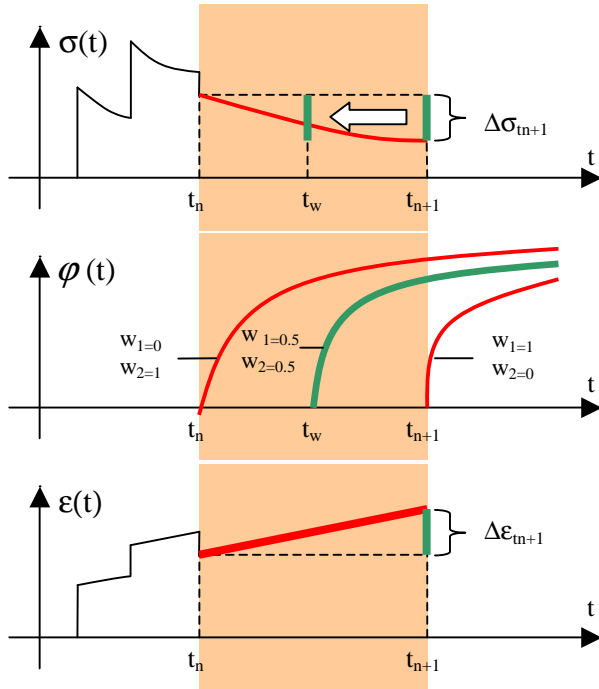 σ(t)
Δσtn+1
t
tn
tw
tn+1
φ(t)
w1=0
w2=1
w 1=0.5
w2=0.5
w1=1
w2=0
t
tn
tw
tn+1
ε(t)
Δεtn+1
t
tn
tn+1